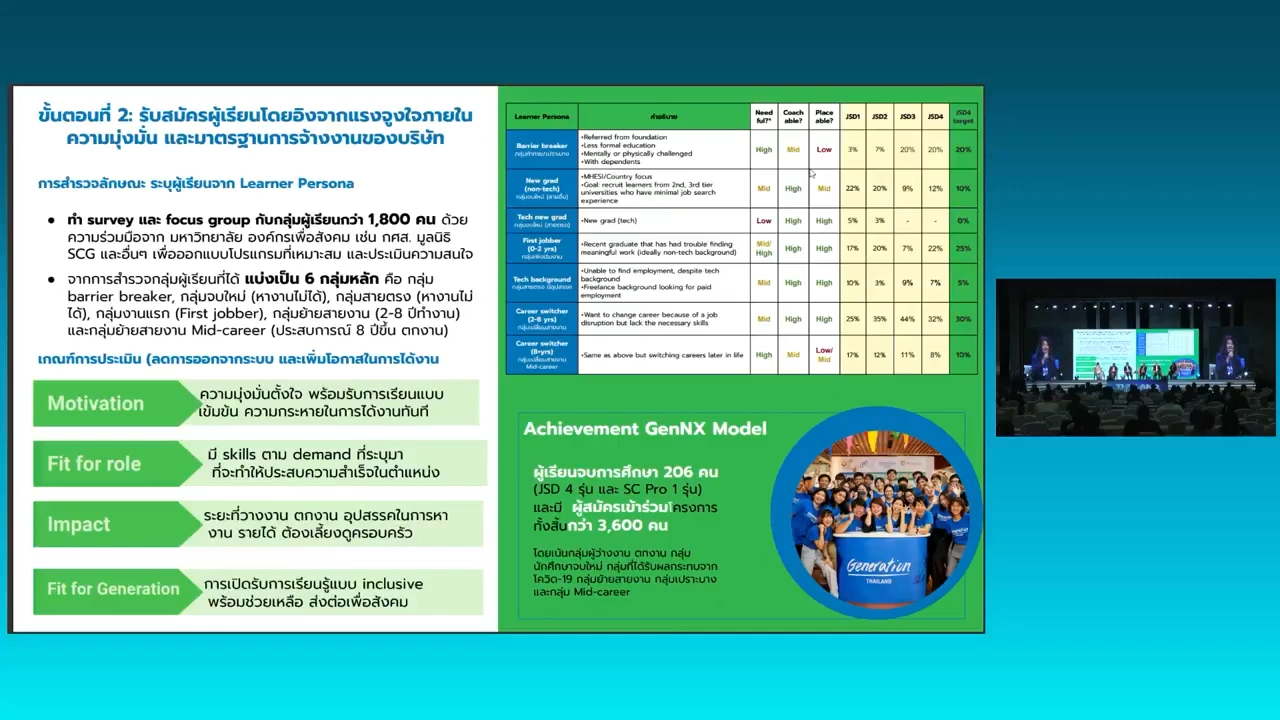 ขั้นตอนที่ 2: รับสมัครผู้เรียนโดยอิงจากแรงจูงใจภายใน
ความมุ่งมั่น และมาตรฐานการจ้างงานของบริษัท
การสำรวจลักษณะ ระบุผู้เรียนจาก Learner Persona
● ทำ survey และ focus group กับกลุ่มผู้เรียนกว่า 1,800 คน ด้วย
ความร่วมมือจาก มหาวิทยาลัย องค์กรเพื่อสังคม เช่น กศส. มูลนิธิ
SCG และอื่นๆ เพื่อออกแบบโปรแกรมที่เหมาะสม และประเมินความสนใจ
● จากการสำรวจกลุ่มผู้เรียนที่ได้ แบ่งเป็น 6 กลุ่มหลัก คือ กลุ่ม
barrier breaker, กลุ่มจบใหม่ (หางานไม่ได้), กลุ่มสายตรง (หางานไม่
ได้), กลุ่มงานแรก (First jobber), กลุ่มย้ายสายงาน (2-8 ปีทำงาน)
และกลุ่มย้ายสายงาน Mid-career (ประสบการณ์ 8 ปีขึ้น ตกงาน)
เกณฑ์การประเมิน (ลดการออกจากระบบ และเพิ่มโอกาสในการได้งาน
Motivation
ความมุ่งมั่นตั้งใจ พร้อมรับการเรียนแบบ
เข้มข้น ความกระหายในการได้งานทันที
Fit for role
มี skills ตาม demand ที่ระบุมา
ที่จะทำให้ประสบความสำเร็จในตำแหน่ง
Impact
ระยะที่วางงาน ตกงาน อุปสรรคในการหา
งาน รายได้ ต้องเลี้ยงดูครอบครัว
Fit for Generation
การเปิดรับการเรียนรู้แบบ inclusive
พร้อมช่วยเหลือ ส่งต่อเพื่อสังคม
Learner Persona คำอธิบาย Need ful?* Coach able? Place able? JSD1 JSD2 JSD3 JSD4 JSD4 target
Barrier breaker
•Referred from foundation
•Less formal education
•Mentally or physically challenged
•With dependents
High Mid Low 3% 7% 20% 20% 20%
New grad
(non-tech)
•MHESI/Country focus
•Goal: recruit learners from 2nd, 3rd tier
universities who have minimal job search
experience
Mid High Mid 22% 20% 9% 12% 10%
Tech new grad
•New grad (tech)
Low High High 5% 3% - - 0%
First jobber
(0-2 yrs)
•Recent graduate that has had trouble finding
meaningful work (ideally non-tech background)
Mid/
High High High 17% 20% 7% 22% 25%
Tech background
•Unable to find employment, despite tech
background
•Freelance background looking for paid
employment
Mid High High 10% 3% 9% 7% 5%
Career switcher
(2-8 yrs)
กลุ่มเปลี่ยนสายงาน
•Want to change career because of a job
disruption but lack the necessary skills
Mid High High 25% 35% 44% 32% 30%
Career switcher
(8+yrs)
กลุ่มเปลี่ยนสายงาน
Mid-career
•Same as above but switching careers later in life
High Mid Low/
Mid 17% 12% 11% 8% 10%
Achievement GenNX Model
ผู้เรียนจบการศึกษา 206 คน
(JSD 4 รุ่น และ SC Pro 1 รุ่น)
และมี ผู้สมัครเข้าร่วมโครงการ
ทั้งสิ้นกว่า 3,600 คน
โดยเน้นกลุ่มผู้ว่างงาน ตกงาน กลุ่ม
นักศึกษาจบใหม่ กลุ่มที่ได้รับผลกระทบจาก
โควิด-19 กลุ่มย้ายสายงาน กลุ่มเปราะบาง
และกลุ่ม Mid-career
Generation
THAILAND